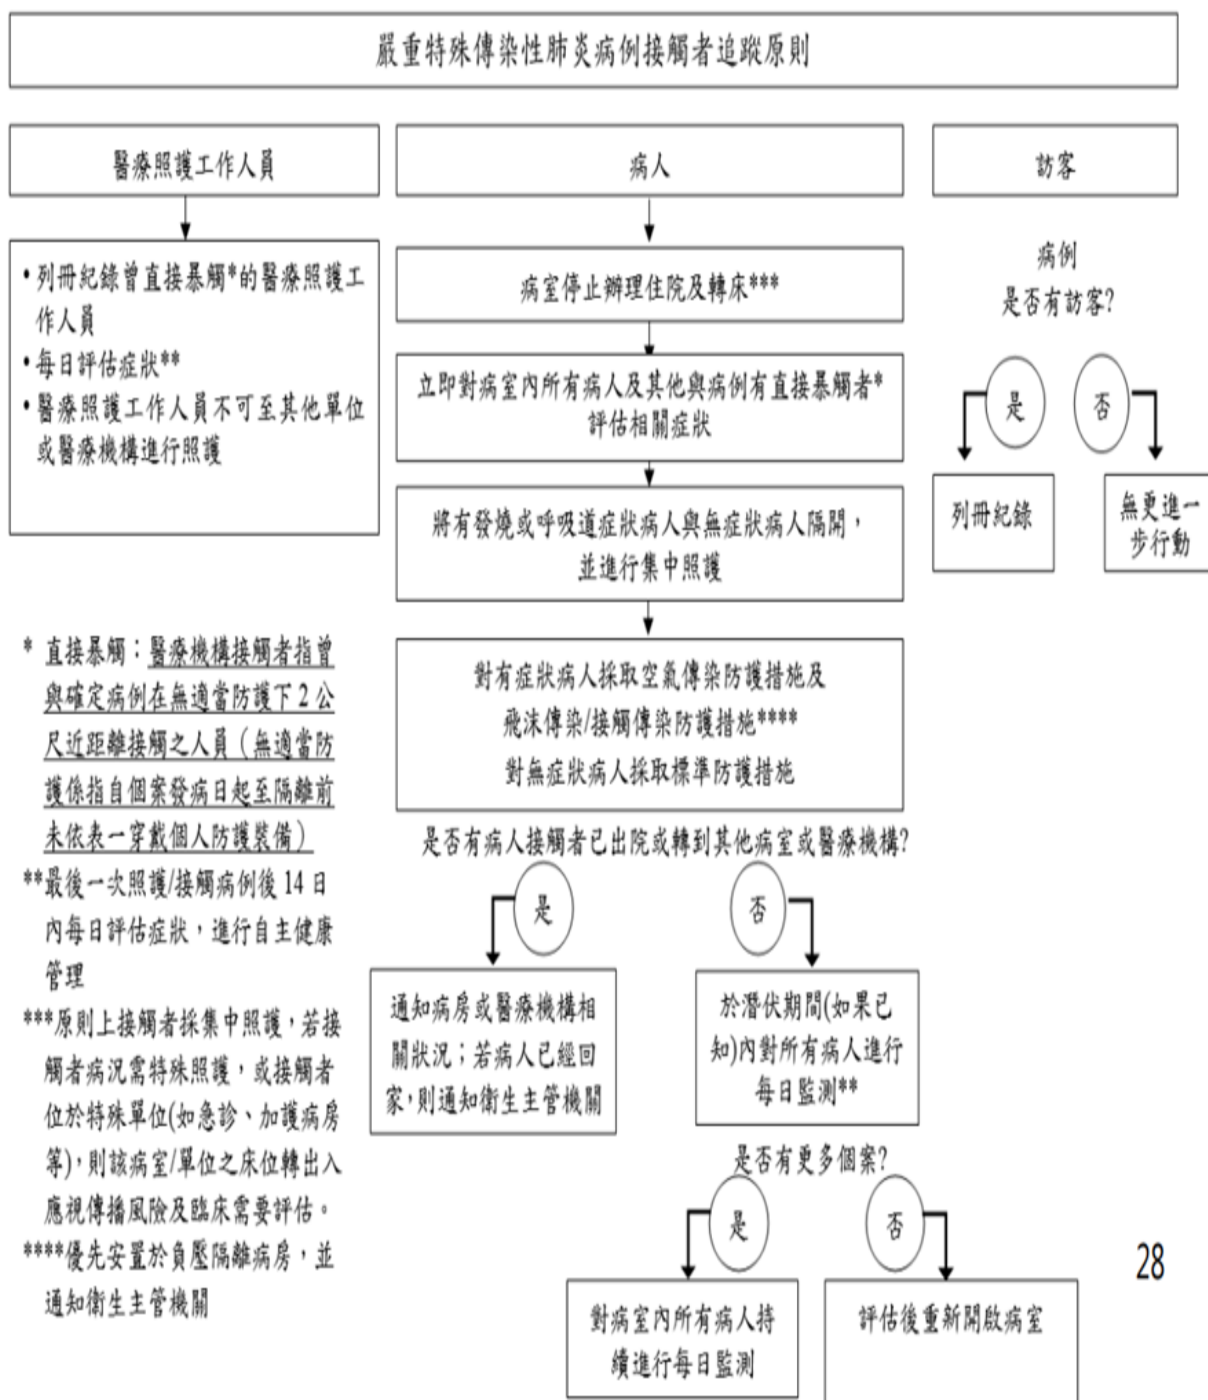 嚴重特殊傳染性肺炎病例接觸者追蹤原則
醫療照護工作人員
• 列冊紀錄曾直接暴觸*的醫療照護工
作人員
• 每日評估症狀**
• 醫療照護工作人員不可至其他單位
或醫療機構進行照護
病人
病室停止辦理住院及轉床***
立即對病室內所有病人及其他與病例有直接暴觸者*
評估相關症狀
將有發燒或呼吸道症狀病人與無症狀病人隔開，
並進行集中照護
對有症狀病人採取空氣傳染防護措施及
飛沫傳染/接觸傳染防護措施****
對無症狀病人採取標準防護措施
是否有病人接觸者已出院或轉到其他病室或醫療機構?
是
否
通知病房或醫療機構相
關狀況；若病人已經回
家，則通知衛生主管機關
於潛伏期間(如果已
知)內對所有病人進行
每日監測**
是否有更多個案?
是
否
對病室內所有病人持
續進行每日監測
評估後重新開啟病室
訪客
病例
是否有訪客?
是
否
列冊紀錄
無更進一
步行動
* 直接暴觸：醫療機構接觸者指曾
與確定病例在無適當防護下 2 公
尺近距離接觸之人員（無適當防
護係指自個案發病日起至隔離前
未依表一穿戴個人防護裝備）
**最後一次照護/接觸病例後 14 日
內每日評估症狀，進行自主健康
管理
***原則上接觸者採集中照護，若接
觸者病況需特殊照護，或接觸者
位於特殊單位(如急診、加護病房
等)，則該病室/單位之床位轉出入
應視傳播風險及臨床需要評估。
****優先安置於負壓隔離病房，並
通知衛生主管機關
28